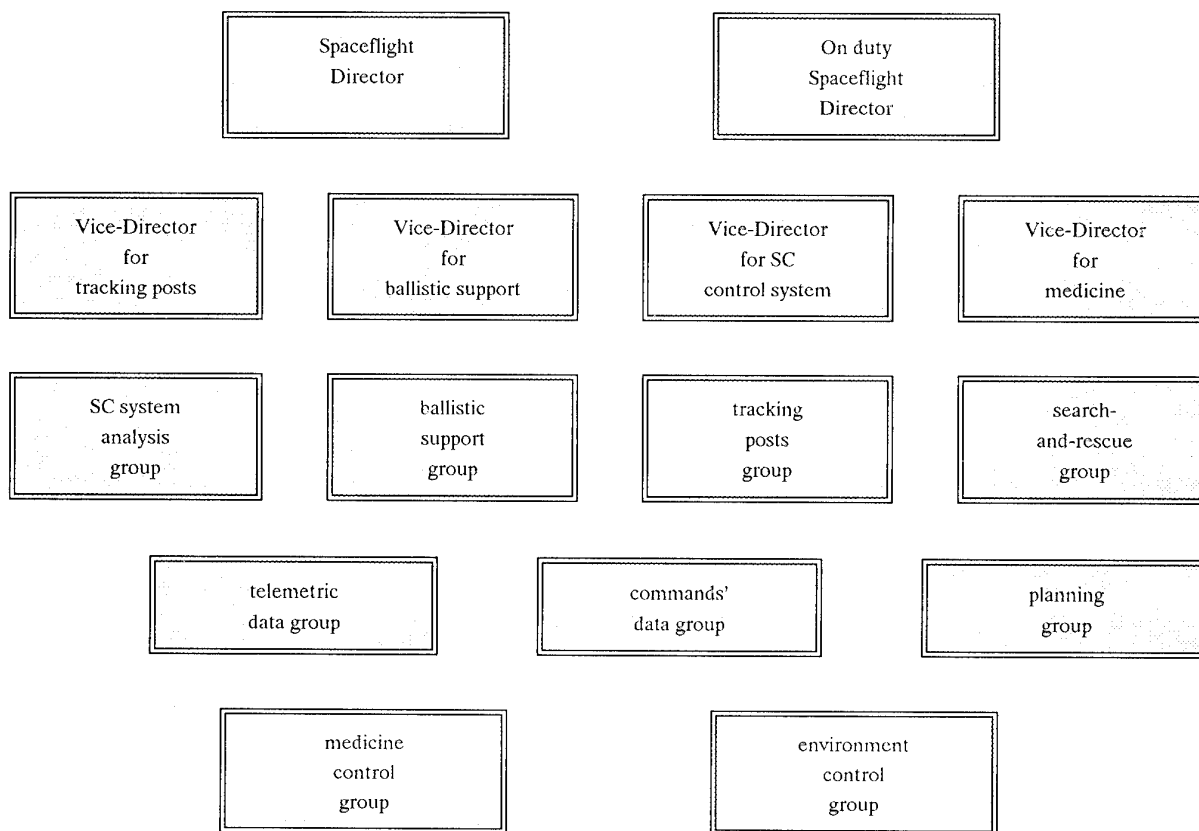 Spaceflight
Director
On duty
Spaceflight
Director
Vice-Director
for
tracking posts
Vice-Director
for
ballistic support
Vice-Director
for SC
control system
Vice-Director
for
medicine
SC system
analysis
group
ballistic
support
group
tracking
posts
group
search-
and-rescue
group
telemetric
data group
commands'
data group
planning
group
medicine
control
group
environment
control
group